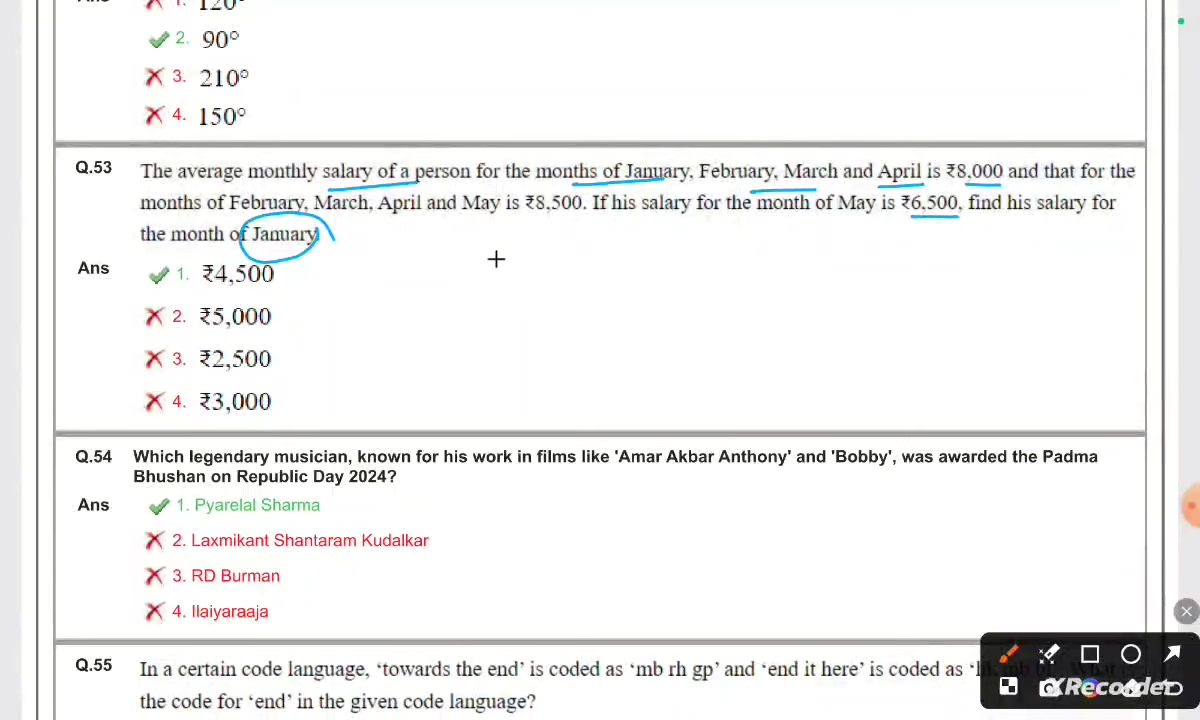 Ans
1. 120°
2. 90°
3. 210°
4. 150°
Q.53 The average monthly salary of a person for the months of January, February, March and April is ₹8,000 and that for the
months of February, March, April and May is ₹8,500. If his salary for the month of May is ₹6,500, find his salary for
the month of January.
Ans
1. ₹4,500
2. ₹5,000
3. ₹2,500
4. ₹3,000
Q.54 Which legendary musician, known for his work in films like 'Amar Akbar Anthony' and 'Bobby', was awarded the Padma
Bhushan on Republic Day 2024?
Ans
1. Pyarelal Sharma
2. Laxmikant Shantaram Kudalkar
3. RD Burman
4. Ilaiyaraaja
Q.55 In a certain code language, ‘towards the end’ is coded as ‘mb rh gp’ and ‘end it here’ is coded as
the code for ‘end’ in the given code language?
XRecorder